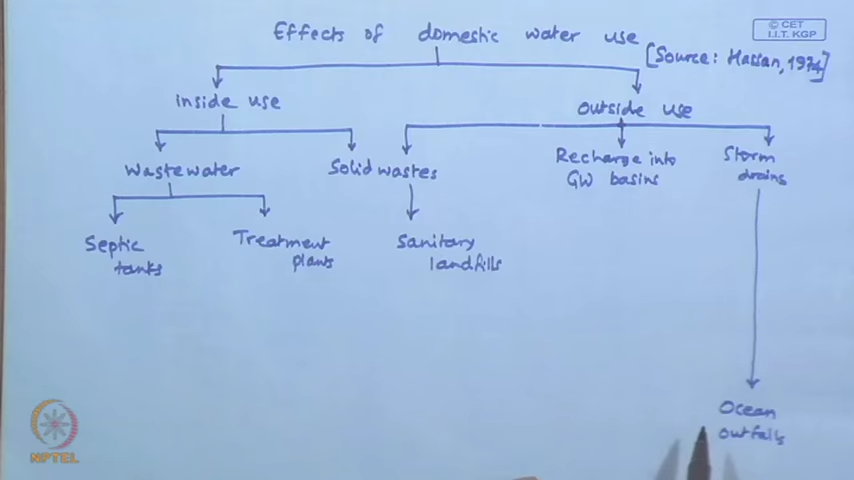 Effects of domestic water use
[Source: Hassan, 1974]
© CET
I.I.T. KGP
Inside use
Outside use
Wastewater
Solid wastes
Recharge into
GW basins
Storm
drains
Septic
tanks
Treatment
plants
Sanitary
landfills
Ocean
outfalls
NPTEL